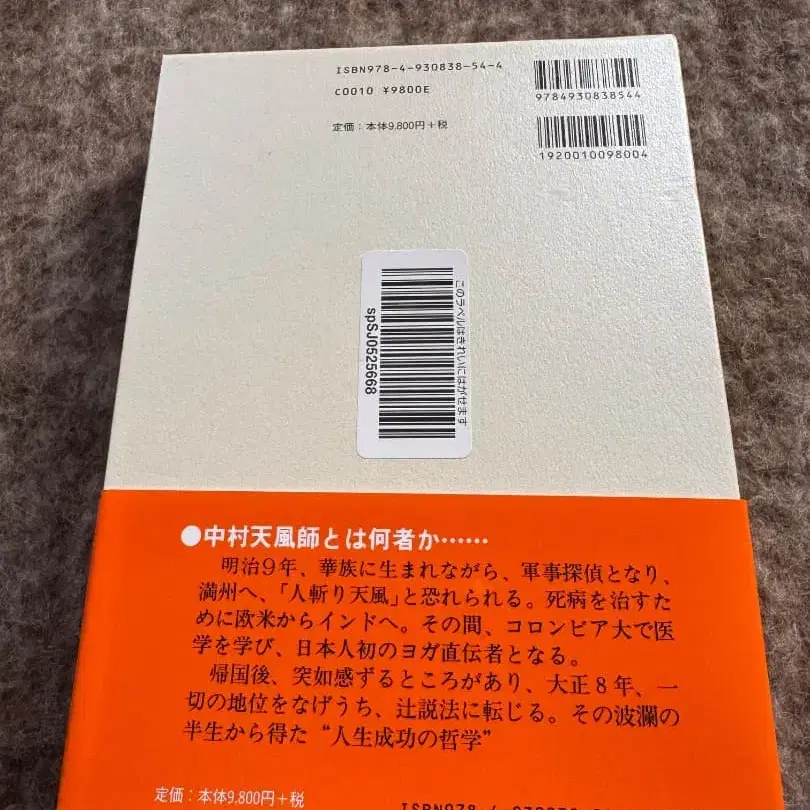 ISBN978-4-930838-54-4
C0010 ¥9800E
定価：本体9,800円＋税
9784930838544
1920010098004
このラベルはきれいにはがせます
spSJ0525668
●中村天風師とは何者か……
明治9年、華族に生まれながら、軍事探偵となり、
満州へ、「人斬り天風」と恐れられる。死病を治すた
めに欧米からインドへ。その間、コロンビア大で医
学を学び、日本人初のヨガ直伝者となる。
帰国後、突如感ずるところがあり、大正8年、一
切の地位をなげうち、辻説法に転じる。その波瀾の
半生から得た“人生成功の哲学”
定価：本体9,800円＋税